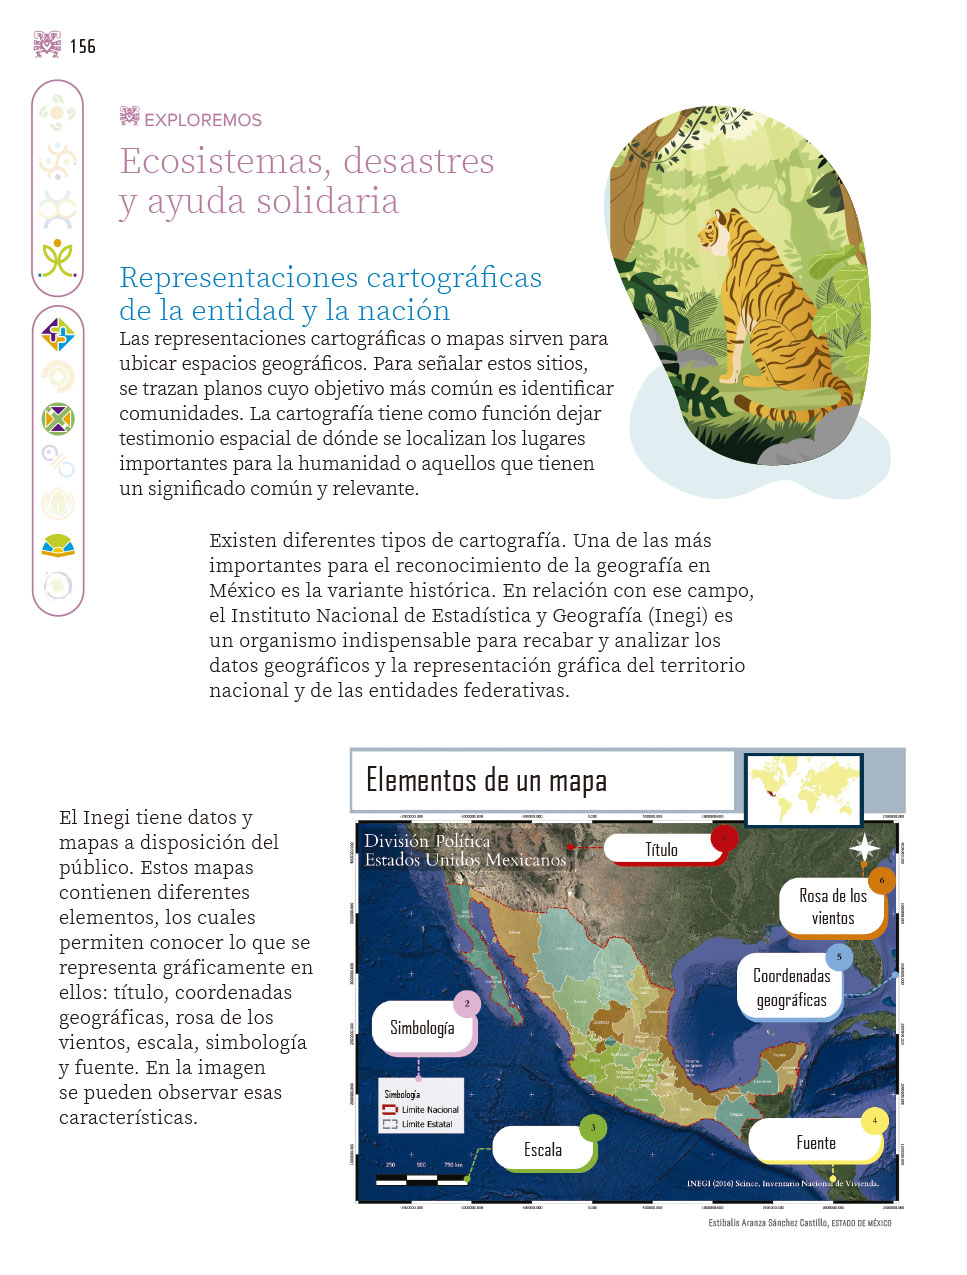 156
EXPLOREMOS
Ecosistemas, desastres
y ayuda solidaria
Representaciones cartográficas
de la entidad y la nación
Las representaciones cartográficas o mapas sirven para
ubicar espacios geográficos. Para señalar estos sitios,
se trazan planos cuyo objetivo más común es identificar
comunidades. La cartografía tiene como función dejar
testimonio espacial de dónde se localizan los lugares
importantes para la humanidad o aquellos que tienen
un significado común y relevante.
Existen diferentes tipos de cartografía. Una de las más
importantes para el reconocimiento de la geografía en
México es la variante histórica. En relación con ese campo,
el Instituto Nacional de Estadística y Geografía (Inegi) es
un organismo indispensable para recabar y analizar los
datos geográficos y la representación gráfica del territorio
nacional y de las entidades federativas.
El Inegi tiene datos y
mapas a disposición del
público. Estos mapas
contienen diferentes
elementos, los cuales
permiten conocer lo que se
representa gráficamente en
ellos: título, coordenadas
geográficas, rosa de los
vientos, escala, simbología
y fuente. En la imagen
se pueden observar esas
características.
Elementos de un mapa
División Política
Estados Unidos Mexicanos
Título
1
6
Rosa de los
vientos
5
Coordenadas
geográficas
2
Simbología
Simbología
Límite Nacional
Límite Estatal
3
Escala
250 500 750 km
4
Fuente
INEGI (2016) Scince. Inventario Nacional de Vivienda.
Estibalis Aranza Sánchez Castillo, ESTADO DE MÉXICO